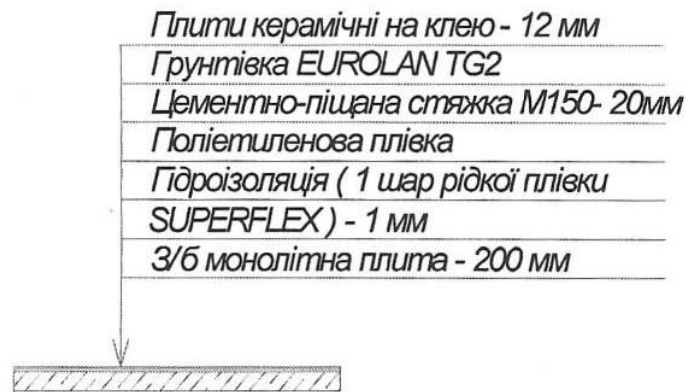 Плити керамічні на клею - 12 мм
Грунтівка EUROLAN TG2
Цементно-піщана стяжка М150- 20мм
Поліетиленова плівка
Гідроізоляція ( 1 шар рідкої плівки
SUPERFLEX ) - 1 мм
З/б монолітна плита - 200 мм